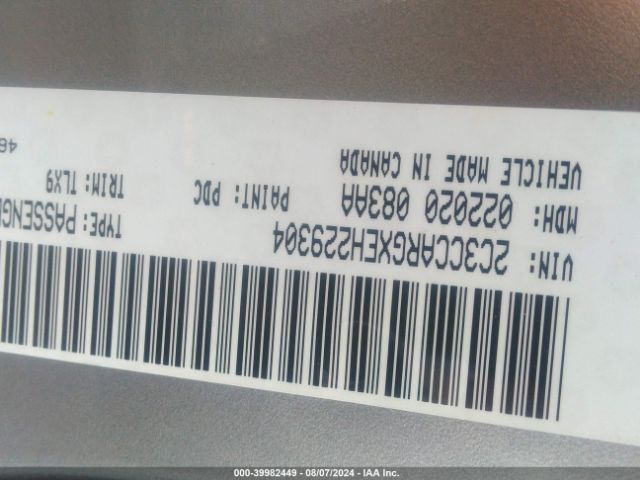 VIN: 2C3CCARGXEH229304
TYPE: PASSENG
MDH: 022020 083AA
PAINT: PDC
TRIM: TLX9
VEHICLE MADE IN CANADA
000-39982449 - 08/07/2024 - IAA Inc.